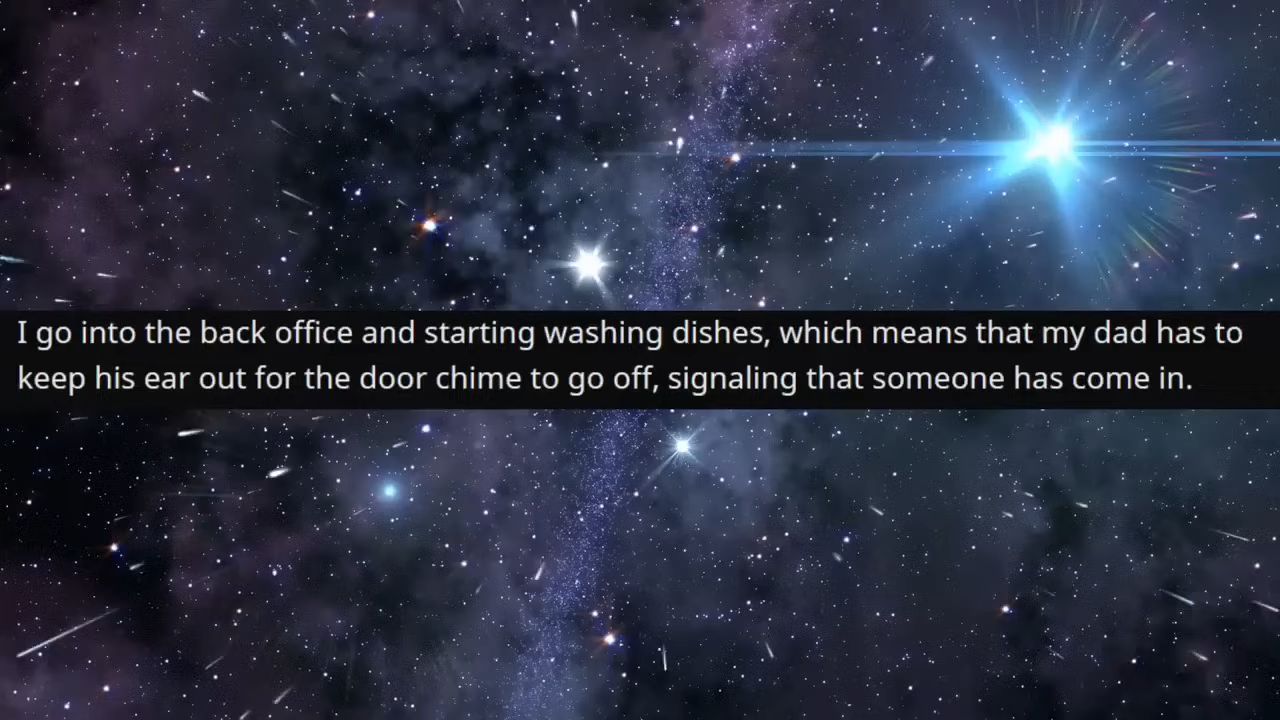 I go into the back office and starting washing dishes, which means that my dad has to
keep his ear out for the door chime to go off, signaling that someone has come in.